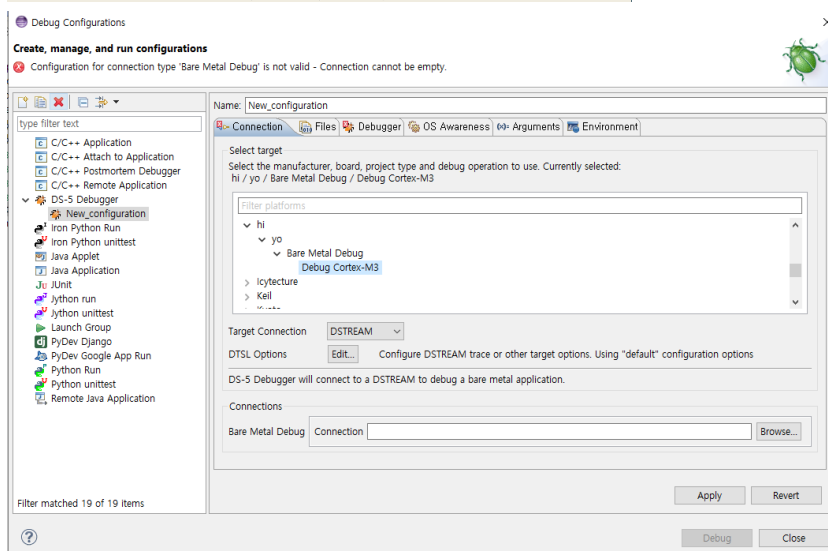 Debug Configurations
Create, manage, and run configurations
Configuration for connection type 'Bare Metal Debug' is not valid - Connection cannot be empty.
type filter text
C/C++ Application
C/C++ Attach to Application
C/C++ Postmortem Debugger
C/C++ Remote Application
DS-5 Debugger
New_configuration
Iron Python Run
Iron Python unittest
Java Applet
Java Application
JUnit
Jython run
Jython unittest
Launch Group
PyDev Django
PyDev Google App Run
Python Run
Python unittest
Remote Java Application
Filter matched 19 of 19 items
Name: New_configuration
Connection Files Debugger OS Awareness Arguments Environment
Select target
Select the manufacturer, board, project type and debug operation to use. Currently selected:
hi / yo / Bare Metal Debug / Debug Cortex-M3
Filter platforms
hi
yo
Bare Metal Debug
Debug Cortex-M3
Icytecture
Keil
Target Connection DSTREAM
DTSL Options Edit... Configure DSTREAM trace or other target options. Using "default" configuration options
DS-5 Debugger will connect to a DSTREAM to debug a bare metal application.
Connections
Bare Metal Debug Connection Browse...
Apply Revert
Debug Close